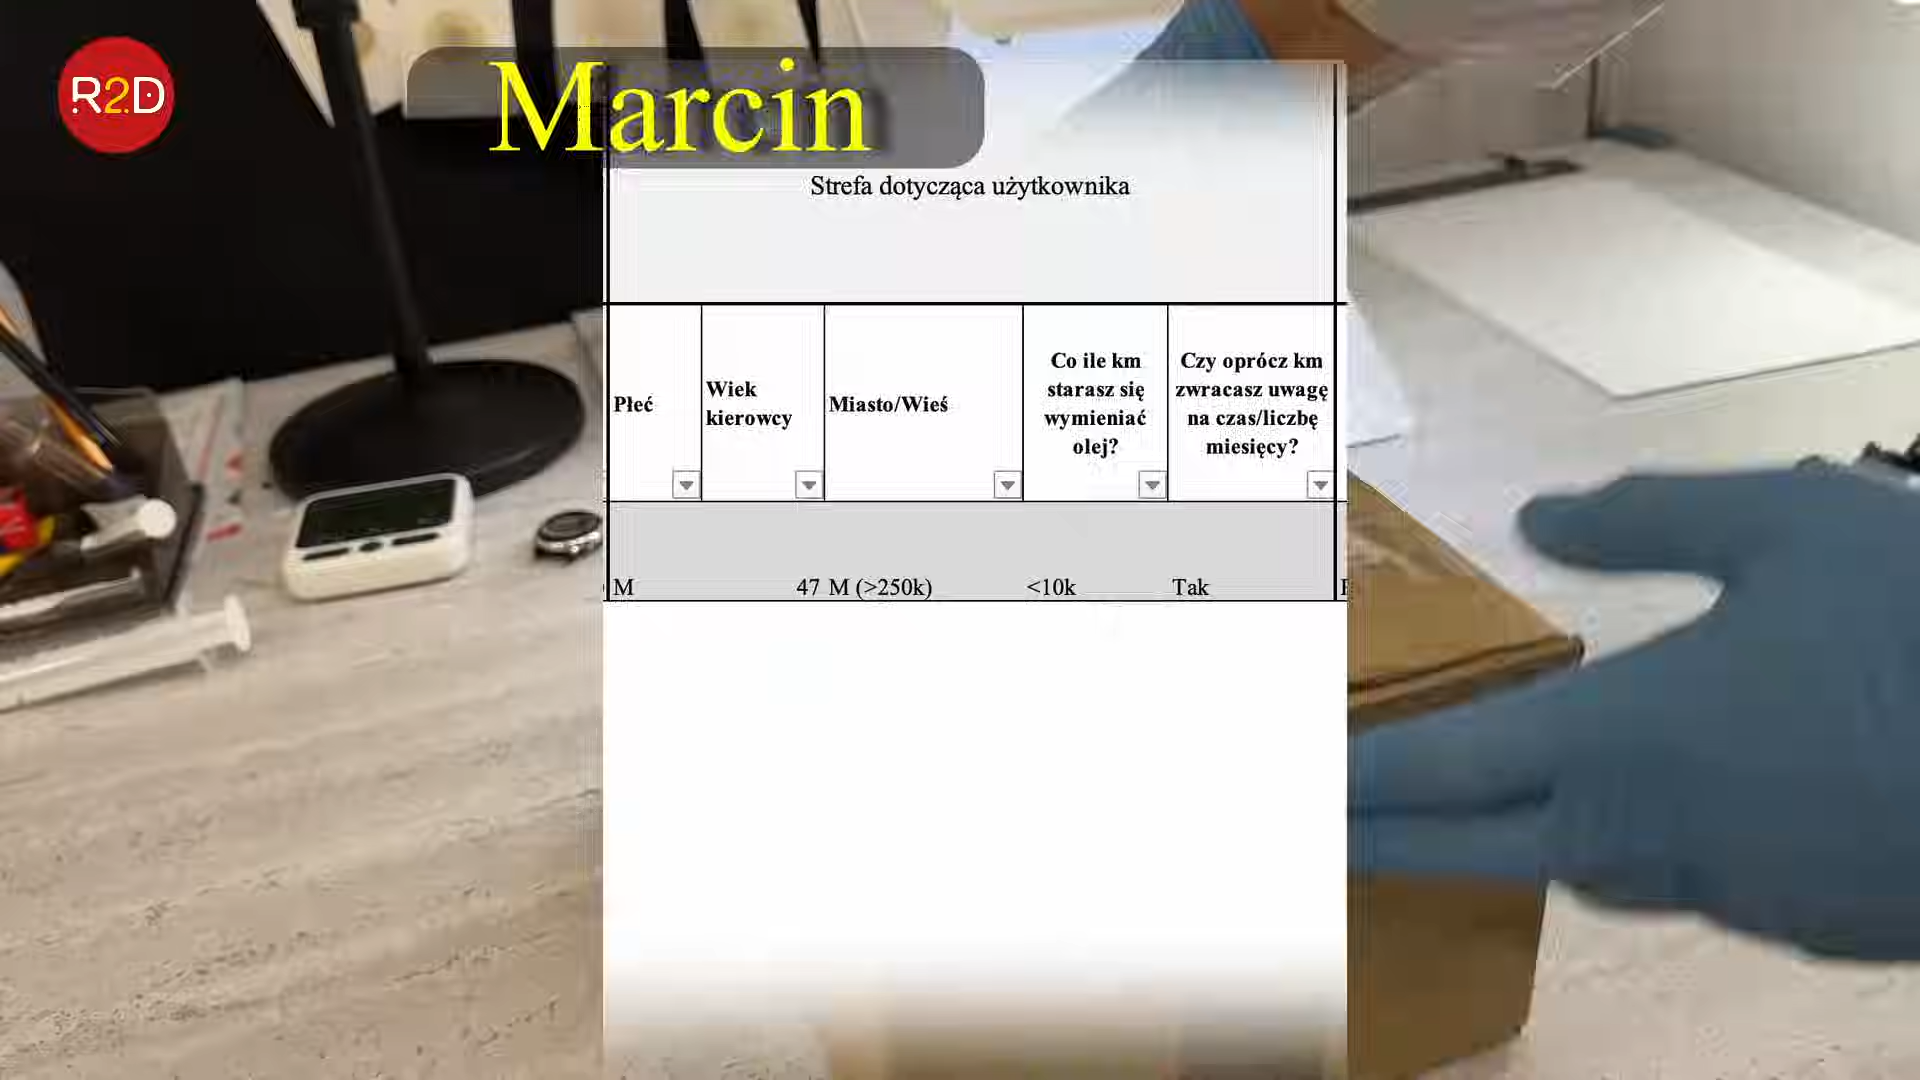 R2D
Marcin
Strefa dotycząca użytkownika
Płeć
Wiek
kierowcy
Miasto/Wieś
Co ile km
starasz się
wymieniać
olej?
Czy oprócz km
zwracasz uwagę
na czas/liczbę
miesięcy?
M
47
M (>250k)
<10k
Tak